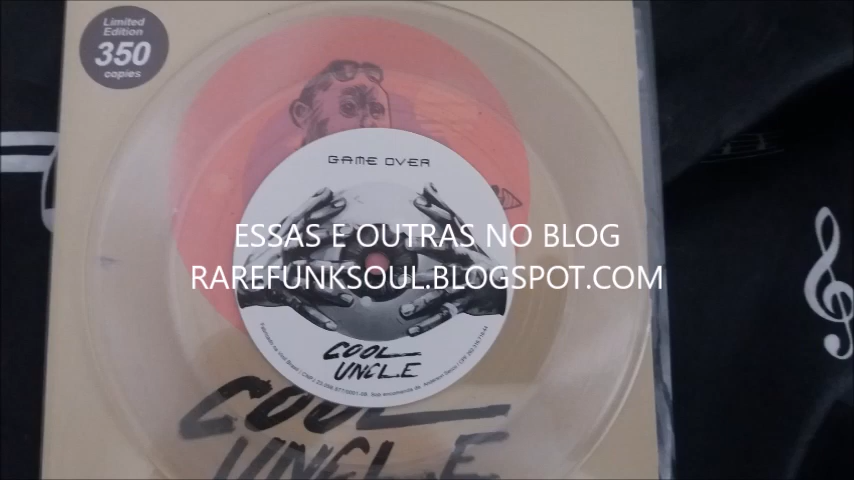 Limited
Edition
350
copies
GAME OVER
ESSAS E OUTRAS NO BLOG
RAREFUNKSOUL.BLOGSPOT.COM
COOL
UNCLE
COOL
UNCLE